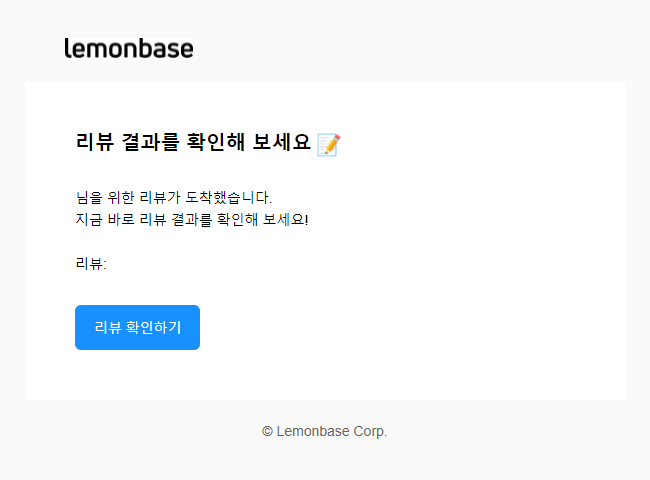 lemonbase
리뷰 결과를 확인해 보세요 📝
님을 위한 리뷰가 도착했습니다.
지금 바로 리뷰 결과를 확인해 보세요!
리뷰:
리뷰 확인하기
© Lemonbase Corp.